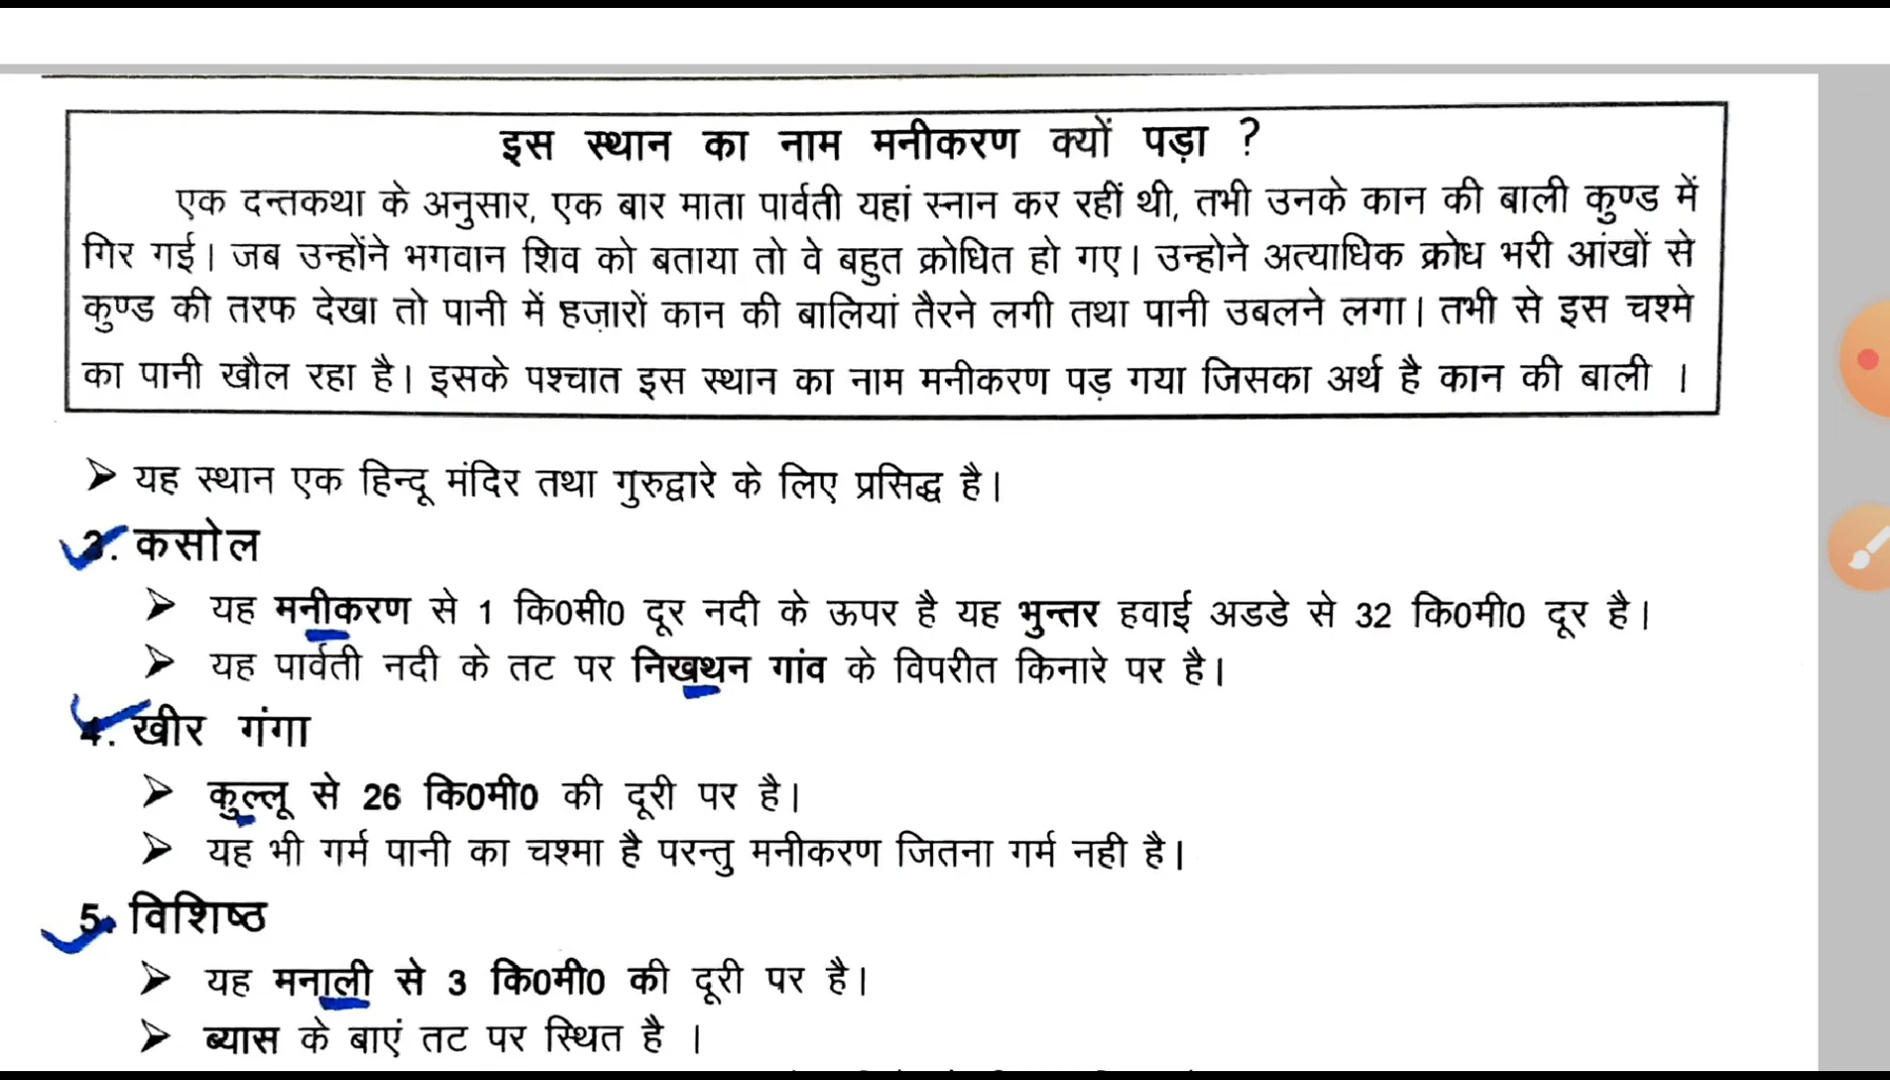 इस स्थान का नाम मनीकरण क्यों पड़ा ?
एक दन्तकथा के अनुसार, एक बार माता पार्वती यहां स्नान कर रहीं थी, तभी उनके कान की बाली कुण्ड में
गिर गई। जब उन्होंने भगवान शिव को बताया तो वे बहुत क्रोधित हो गए। उन्होने अत्याधिक क्रोध भरी आंखों से
कुण्ड की तरफ देखा तो पानी में हज़ारों कान की बालियां तैरने लगी तथा पानी उबलने लगा। तभी से इस चश्मे
का पानी खौल रहा है। इसके पश्चात इस स्थान का नाम मनीकरण पड़ गया जिसका अर्थ है कान की बाली ।
➢ यह स्थान एक हिन्दू मंदिर तथा गुरुद्वारे के लिए प्रसिद्ध है।
3. कसोल
➢ यह मनीकरण से 1 कि0मी0 दूर नदी के ऊपर है यह भुन्तर हवाई अडडे से 32 कि0मी0 दूर है।
➢ यह पार्वती नदी के तट पर निखथन गांव के विपरीत किनारे पर है।
4. खीर गंगा
➢ कुल्लू से 26 कि0मी0 की दूरी पर है।
➢ यह भी गर्म पानी का चश्मा है परन्तु मनीकरण जितना गर्म नही है।
5. विशिष्ठ
➢ यह मनाली से 3 कि0मी0 की दूरी पर है।
➢ ब्यास के बाएं तट पर स्थित है ।